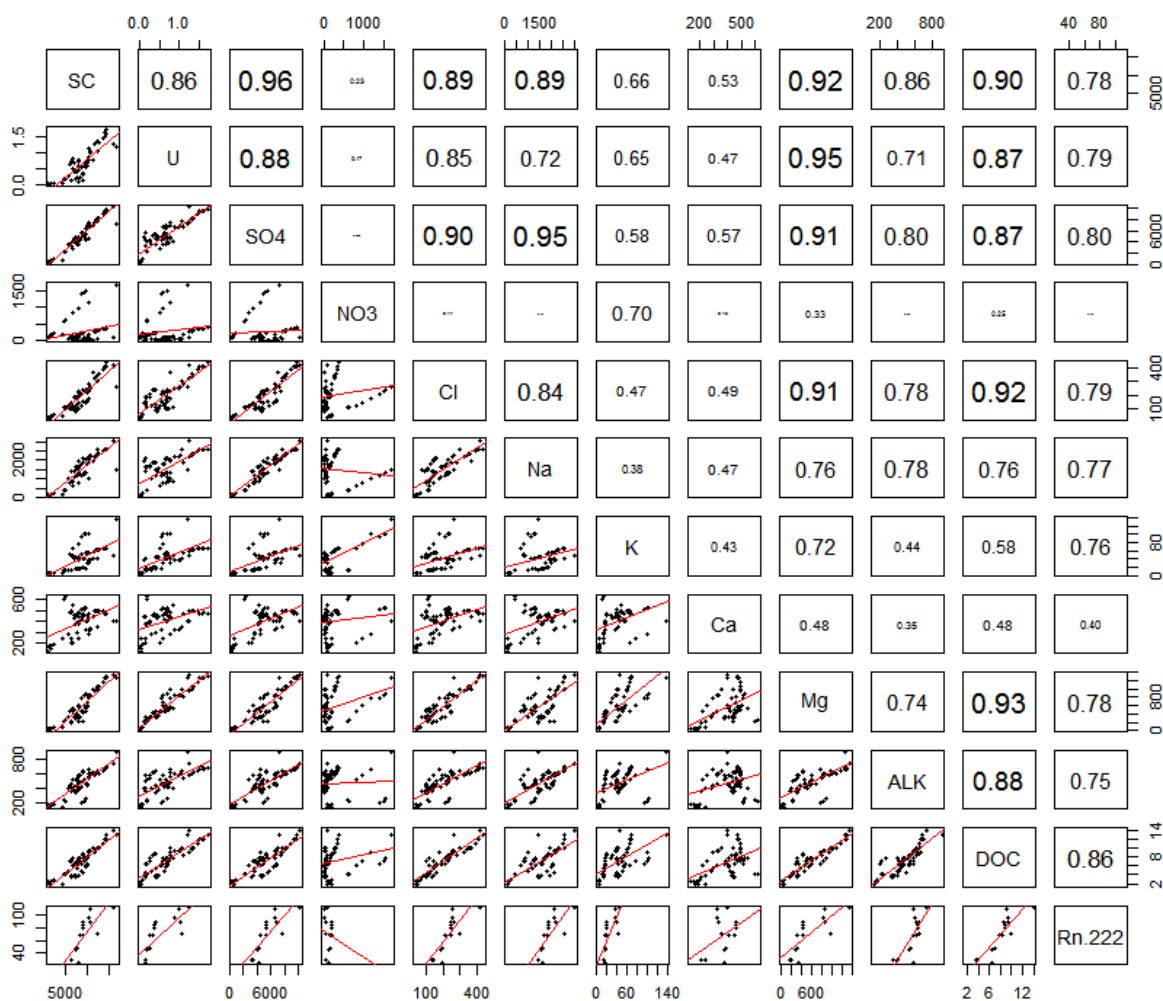 0.0 1.0 0 1000 0 1500 200 500 200 800 40 80
SC 0.86 0.96 0.89 0.89 0.66 0.53 0.92 0.86 0.90 0.78 5000
0.0 1.5 U 0.88 0.85 0.72 0.65 0.47 0.95 0.71 0.87 0.79
SO4 0.90 0.95 0.58 0.57 0.91 0.80 0.87 0.80 0 6000
0 1500 NO3 0.70 0.33 0.25
Cl 0.84 0.47 0.49 0.91 0.78 0.92 0.79 100 400
0 2000 Na 0.38 0.47 0.76 0.78 0.76 0.77
K 0.43 0.72 0.44 0.58 0.76 0 80
200 600 Ca 0.48 0.35 0.48 0.40
Mg 0.74 0.93 0.78 0 800
200 800 ALK 0.88 0.75
DOC 0.86 2 8 14
40 100 Rn.222
5000 0 6000 100 400 0 60 140 0 600 2 6 12